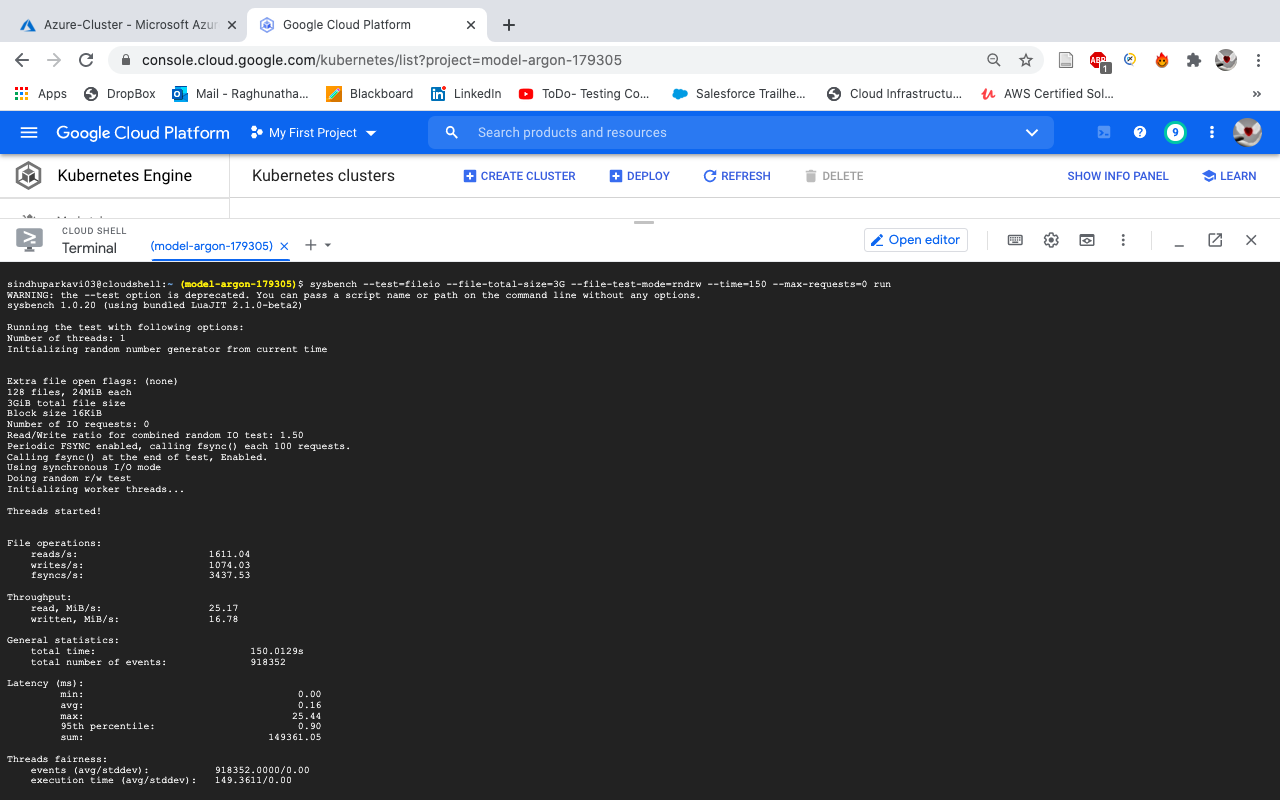 Azure-Cluster - Microsoft Azur
Google Cloud Platform
console.cloud.google.com/kubernetes/list?project=model-argon-179305
ABP
1
Apps
DropBox
Mail - Raghunatha...
Blackboard
LinkedIn
ToDo- Testing Co...
Salesforce Trailhe...
Cloud Infrastructu...
AWS Certified Sol...
Google Cloud Platform
My First Project
Search products and resources
9
Kubernetes Engine
Kubernetes clusters
CREATE CLUSTER
DEPLOY
REFRESH
DELETE
SHOW INFO PANEL
LEARN
CLOUD SHELL
Terminal
(model-argon-179305)
Open editor
sindhuparkavi03@cloudshell:~ (model-argon-179305)$ sysbench --test=fileio --file-total-size=3G --file-test-mode=rndrw --time=150 --max-requests=0 run
WARNING: the --test option is deprecated. You can pass a script name or path on the command line without any options.
sysbench 1.0.20 (using bundled LuaJIT 2.1.0-beta2)
Running the test with following options:
Number of threads: 1
Initializing random number generator from current time
Extra file open flags: (none)
128 files, 24MiB each
3GiB total file size
Block size 16KiB
Number of IO requests: 0
Read/Write ratio for combined random IO test: 1.50
Periodic FSYNC enabled, calling fsync() each 100 requests.
Calling fsync() at the end of test, Enabled.
Using synchronous I/O mode
Doing random r/w test
Initializing worker threads...
Threads started!
File operations:
reads/s: 1611.04
writes/s: 1074.03
fsyncs/s: 3437.53
Throughput:
read, MiB/s: 25.17
written, MiB/s: 16.78
General statistics:
total time: 150.0129s
total number of events: 918352
Latency (ms):
min: 0.00
avg: 0.16
max: 25.44
95th percentile: 0.90
sum: 149361.05
Threads fairness:
events (avg/stddev): 918352.0000/0.00
execution time (avg/stddev): 149.3611/0.00